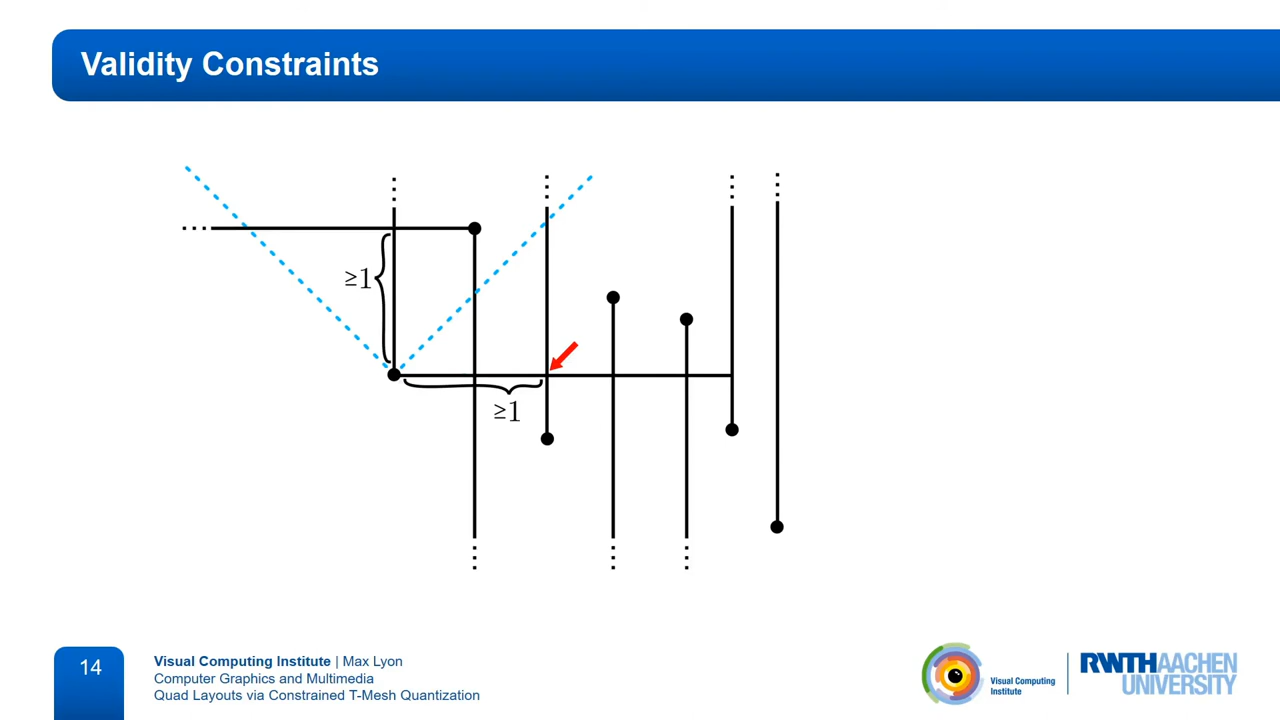 Validity Constraints
≥1
≥1
14
Visual Computing Institute | Max Lyon
Computer Graphics and Multimedia
Quad Layouts via Constrained T-Mesh Quantization
Visual Computing
Institute
RWTHAACHEN
UNIVERSITY